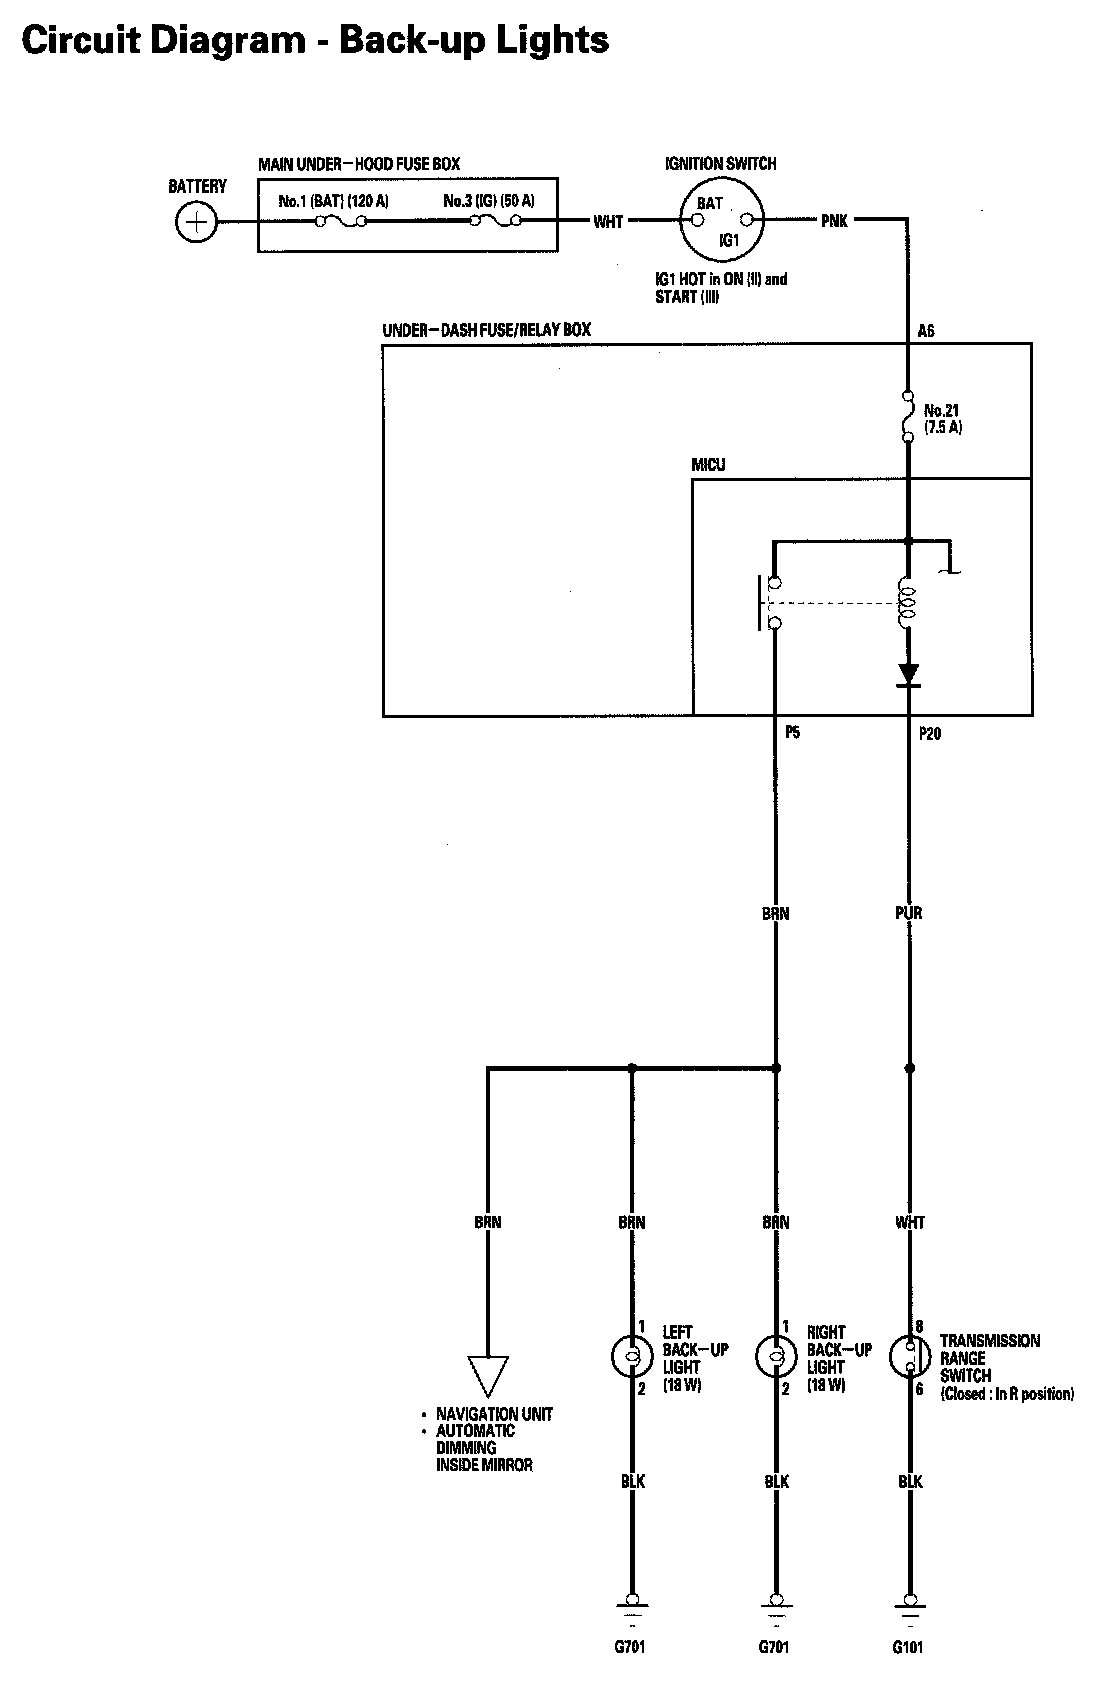 Circuit Diagram - Back-up Lights
MAIN UNDER-HOOD FUSE BOX
IGNITION SWITCH
BATTERY
No.1 (BAT) (120 A)
No.3 (IG) (50 A)
WHT
BAT
IG1
PNK
IG1 HOT in ON (II) and
START (III)
UNDER-DASH FUSE/RELAY BOX
A6
No.21
(7.5 A)
MICU
P5
P20
BRN
PUR
BRN
BRN
BRN
WHT
1
LEFT
BACK-UP
LIGHT
(18 W)
2
1
RIGHT
BACK-UP
LIGHT
(18 W)
2
8
TRANSMISSION
RANGE
SWITCH
(Closed : In R position)
6
• NAVIGATION UNIT
• AUTOMATIC
DIMMING
INSIDE MIRROR
BLK
BLK
BLK
G701
G701
G101